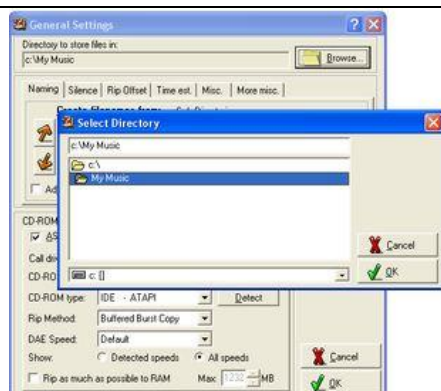 General Settings
Directory to store files in:
c:\My Music
Browse...
Naming | Silence | Rip Offset | Time est. | Misc. | More misc. |
Select Directory
c:\My Music
c:\
My Music
Ad
CD-ROM
AS
Cancel
Call dri
CD-RO
c: []
OK
CD-ROM type: IDE - ATAPI Detect
Rip Method: Buffered Burst Copy
DAE Speed: Default
Show: Detected speeds All speeds
Cancel
Rip as much as possible to RAM Max: 1232 MB
OK